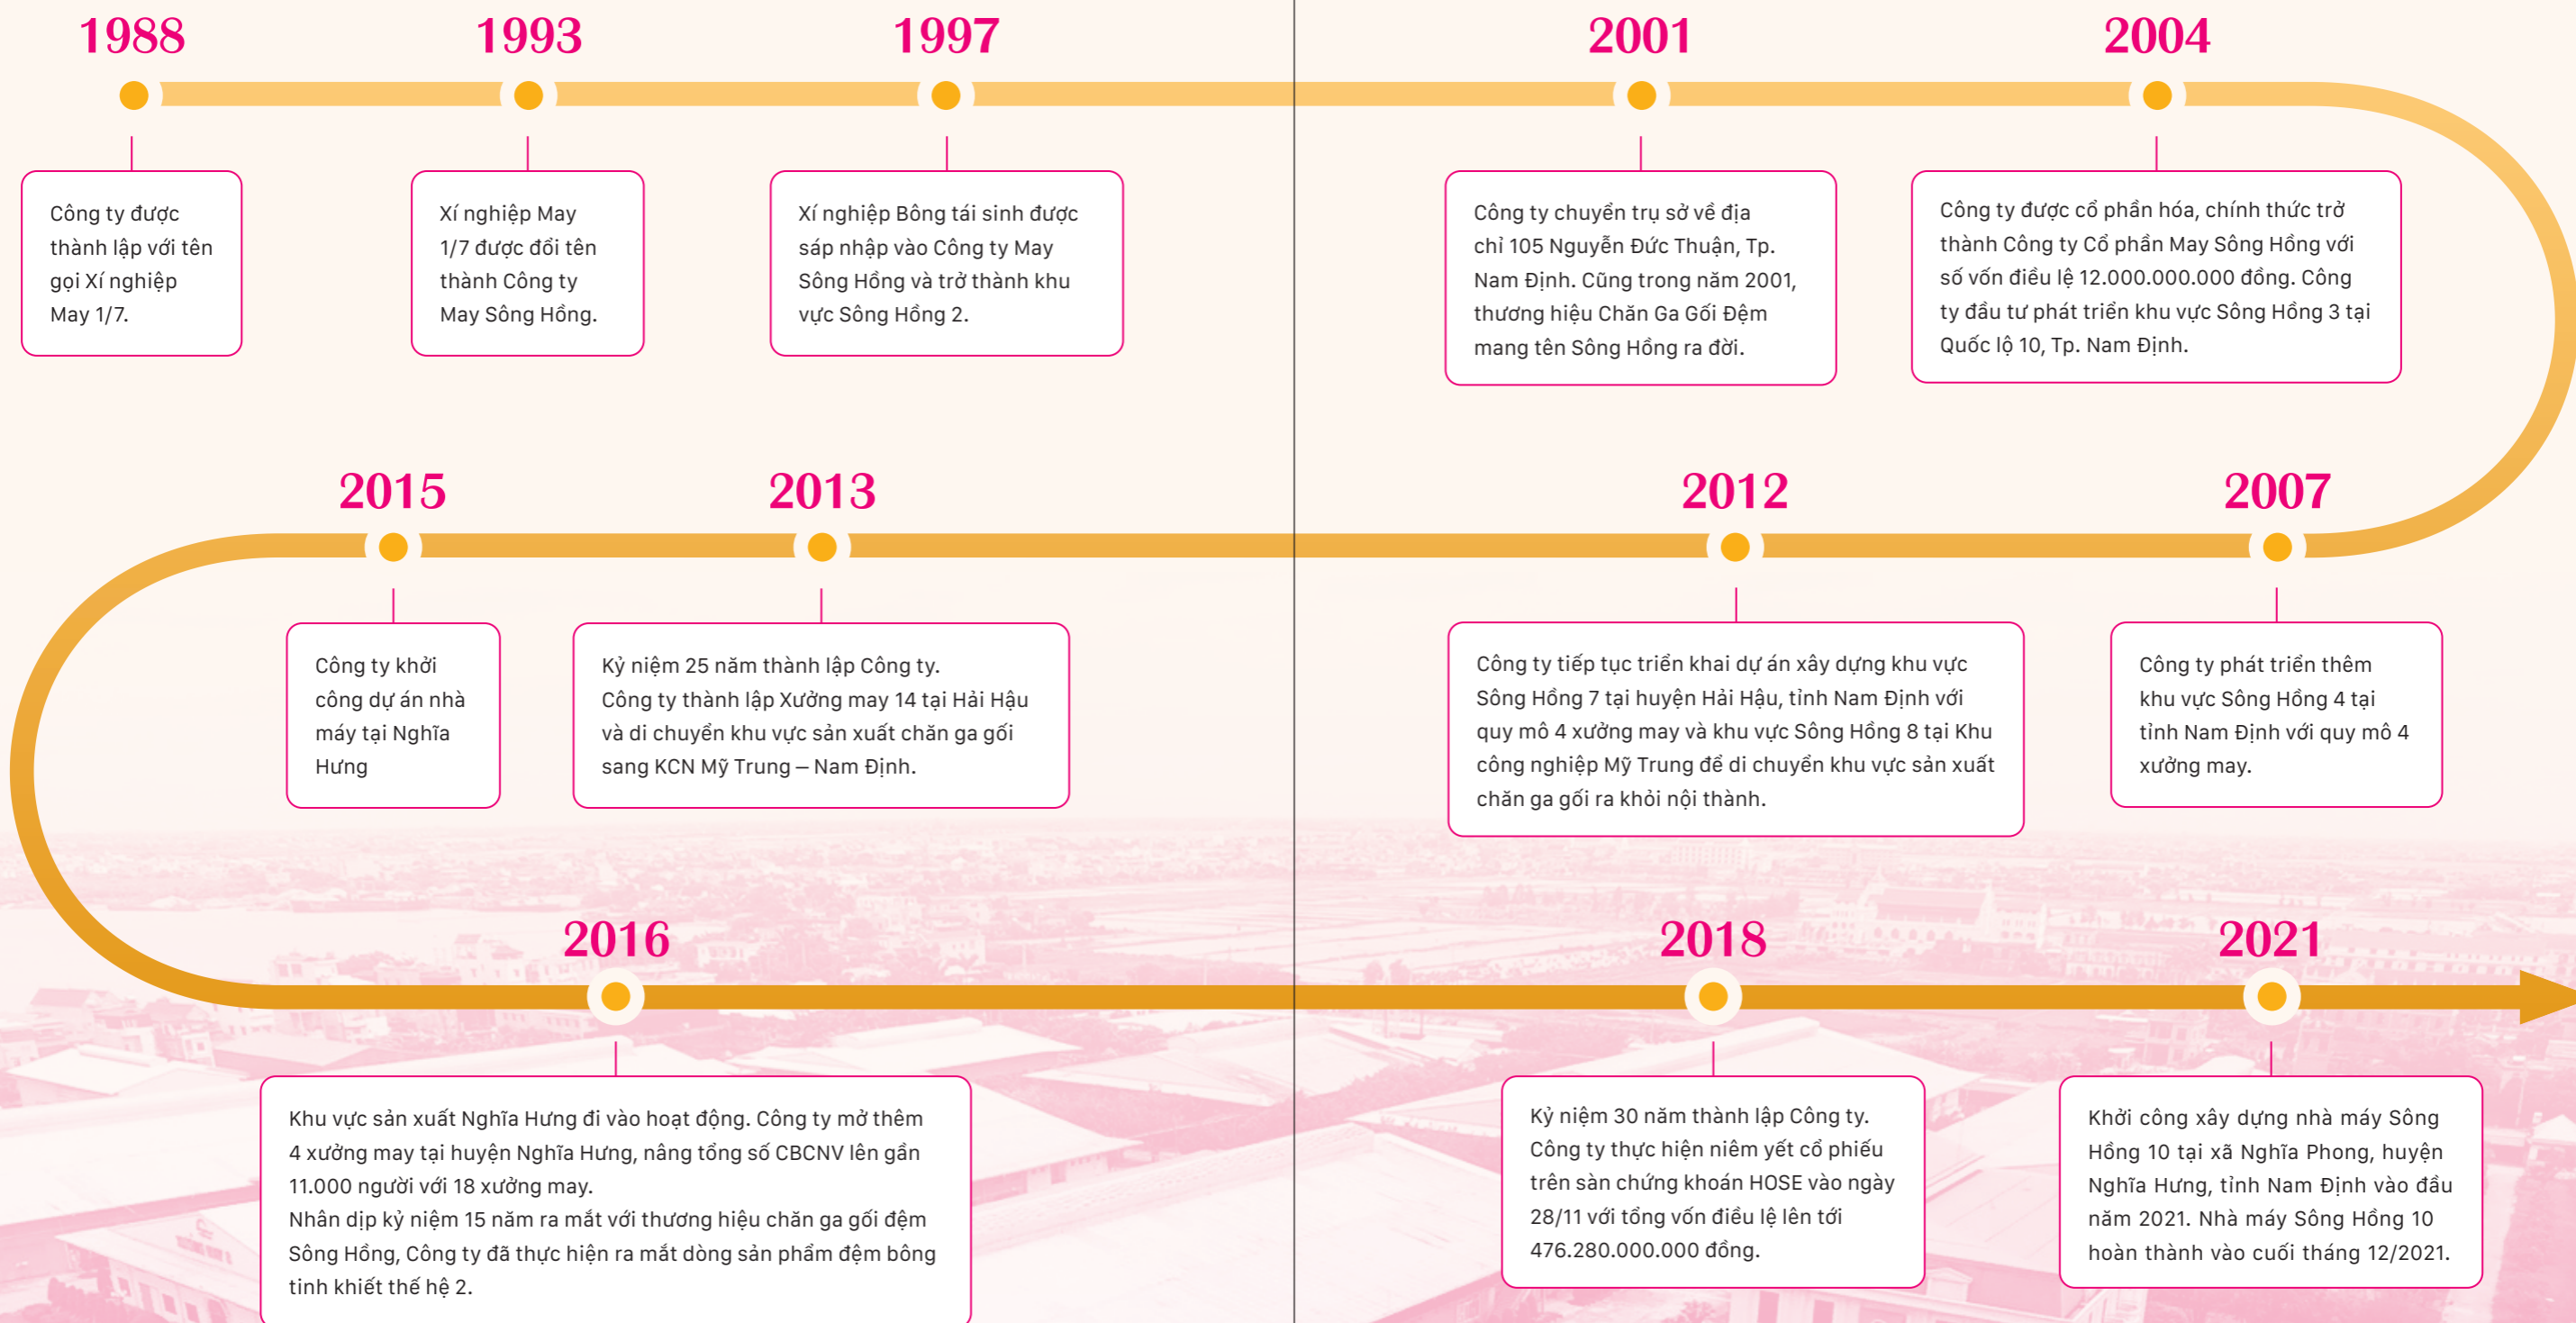 1988
Công ty được
thành lập với tên
gọi Xí nghiệp
May 1/7.
1993
Xí nghiệp May
1/7 được đổi tên
thành Công ty
May Sông Hồng.
1997
Xí nghiệp Bông tái sinh được
sáp nhập vào Công ty May
Sông Hồng và trở thành khu
vực Sông Hồng 2.
2001
Công ty chuyển trụ sở về địa
chỉ 105 Nguyễn Đức Thuận, Tp.
Nam Định. Cũng trong năm 2001,
thương hiệu Chăn Ga Gối Đệm
mang tên Sông Hồng ra đời.
2004
Công ty được cổ phần hóa, chính thức trở
thành Công ty Cổ phần May Sông Hồng với
số vốn điều lệ 12.000.000.000 đồng. Công
ty đầu tư phát triển khu vực Sông Hồng 3 tại
Quốc lộ 10, Tp. Nam Định.
2007
Công ty phát triển thêm
khu vực Sông Hồng 4 tại
tỉnh Nam Định với quy mô 4
xưởng may.
2012
Công ty tiếp tục triển khai dự án xây dựng khu vực
Sông Hồng 7 tại huyện Hải Hậu, tỉnh Nam Định với
quy mô 4 xưởng may và khu vực Sông Hồng 8 tại Khu
công nghiệp Mỹ Trung để di chuyển khu vực sản xuất
chăn ga gối ra khỏi nội thành.
2013
Kỷ niệm 25 năm thành lập Công ty.
Công ty thành lập Xưởng may 14 tại Hải Hậu
và di chuyển khu vực sản xuất chăn ga gối
sang KCN Mỹ Trung – Nam Định.
2015
Công ty khởi
công dự án nhà
máy tại Nghĩa
Hưng
2016
Khu vực sản xuất Nghĩa Hưng đi vào hoạt động. Công ty mở thêm
4 xưởng may tại huyện Nghĩa Hưng, nâng tổng số CBCNV lên gần
11.000 người với 18 xưởng may.
Nhân dịp kỷ niệm 15 năm ra mắt với thương hiệu chăn ga gối đệm
Sông Hồng, Công ty đã thực hiện ra mắt dòng sản phẩm đệm bông
tinh khiết thế hệ 2.
2018
Kỷ niệm 30 năm thành lập Công ty.
Công ty thực hiện niêm yết cổ phiếu
trên sàn chứng khoán HOSE vào ngày
28/11 với tổng vốn điều lệ lên tới
476.280.000.000 đồng.
2021
Khởi công xây dựng nhà máy Sông
Hồng 10 tại xã Nghĩa Phong, huyện
Nghĩa Hưng, tỉnh Nam Định vào đầu
năm 2021. Nhà máy Sông Hồng 10
hoàn thành vào cuối tháng 12/2021.